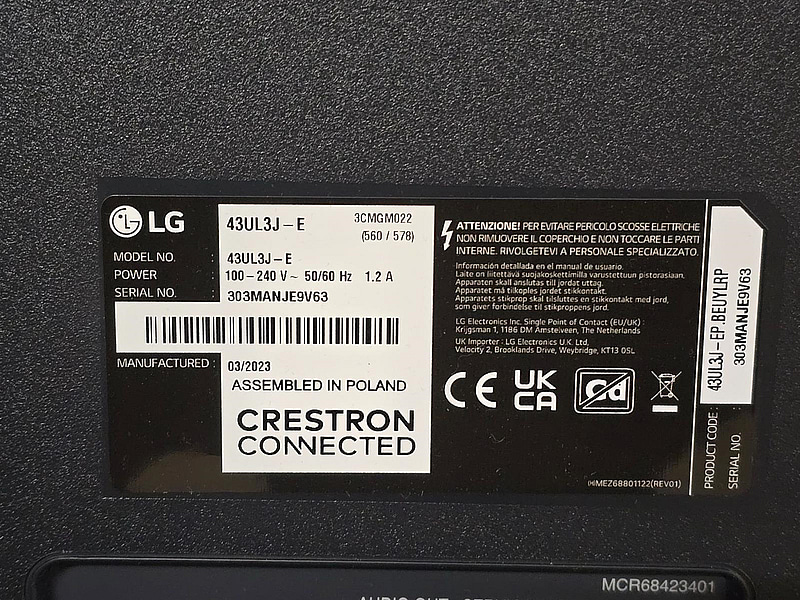 LG
43UL3J-E
3CMGM022
(560 / 578)
MODEL NO. : 43UL3J-E
POWER : 100-240 V~ 50/60 Hz 1.2 A
SERIAL NO. : 303MANJE9V63
MANUFACTURED : 03/2023
ASSEMBLED IN POLAND
CRESTRON
CONNECTED
ATTENZIONE! PER EVITARE PERICOLO SCOSSE ELETTRICHE
NON RIMUOVERE IL COPERCHIO E NON TOCCARE LE PARTI
INTERNE. RIVOLGETEVI A PERSONALE SPECIALIZZATO.
Información detallada en el manual de usuario.
Laite on liitettävä suojakoskettimilla varustettuun pistorasiaan.
Apparaten skall anslutas till jordat uttag.
Apparatet må tilkoples jordet stikkontakt.
Apparatets stikprop skal tilsluttes en stikkontakt med jord,
som giver forbindelse til stikproppens jord.
LG Electronics Inc. Single Point of Contact (EU/UK) :
Krijgsman 1, 1186 DM Amstelveen, The Netherlands
UK Importer : LG Electronics U.K. Ltd.
Velocity 2, Brooklands Drive, Weybridge, KT13 0SL
CE
UK
CA
Cd
(H)MEZ68801122(REV01)
PRODUCT CODE : 43UL3J-EP.BEUYLRP
SERIAL NO. : 303MANJE9V63
MCR68423401
AUDIO OUT